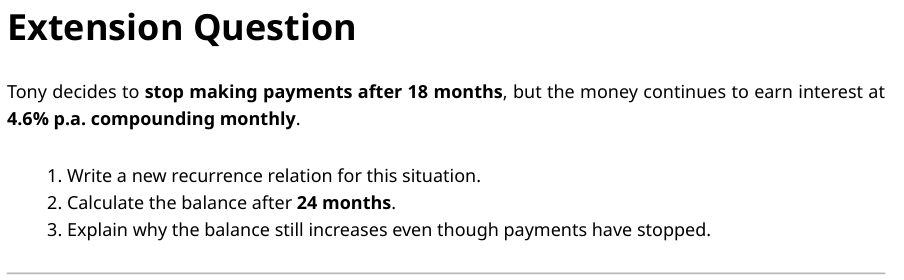 Extension Question
Tony decides to stop making payments after 18 months, but the money continues to earn interest at
4.6% p.a. compounding monthly.
1. Write a new recurrence relation for this situation.
2. Calculate the balance after 24 months.
3. Explain why the balance still increases even though payments have stopped.